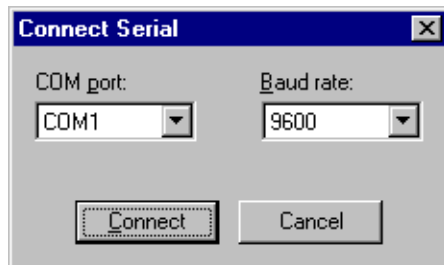 Connect Serial
COM port: Baud rate:
COM1 9600
Connect Cancel